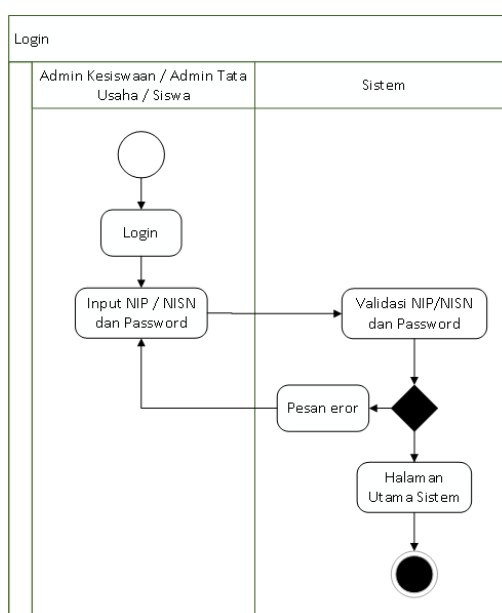 Login
Admin Kesiswaan / Admin Tata
Usaha / Siswa
Sistem
Login
Input NIP / NISN
dan Password
Validasi NIP/NISN
dan Password
Pesan eror
Halaman
Utama Sistem